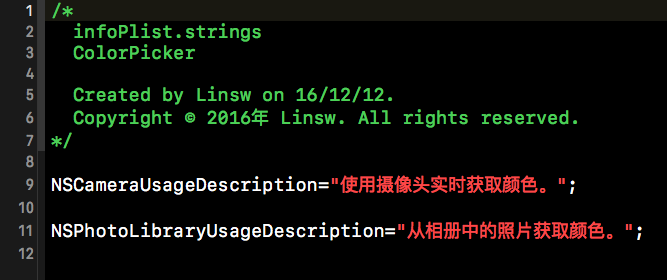 1 /*
2 infoPlist.strings
3 ColorPicker
4
5 Created by Linsw on 16/12/12.
6 Copyright © 2016年 Linsw. All rights reserved.
7 */
8
9 NSCameraUsageDescription="使用摄像头实时获取颜色。";
10
11 NSPhotoLibraryUsageDescription="从相册中的照片获取颜色。";
12